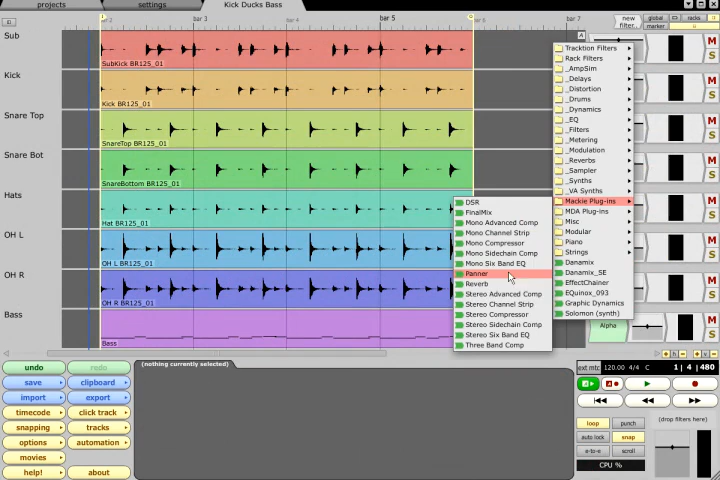 projects
settings
Kick Ducks Bass
bar 3
bar 4
bar 5
bar 6
bar 7
new
filter..
global
racks
marker
A
Sub
SubKick BR125_01
M
S
Kick
Kick BR125_01
M
S
Snare Top
SnareTop BR125_01
M
S
Snare Bot
SnareBottom BR125_01
M
S
Hats
Hat BR125_01
M
S
OH L
OH L BR125_01
M
S
OH R
OH R BR125_01
M
S
Bass
Bass
Alpha
M
S
Tracktion Filters
Rack Filters
_AmpSim
_Delays
_Distortion
_Drums
_Dynamics
_EQ
_Filters
_Metering
_Modulation
_Reverbs
_Sampler
_Synths
_VA Synths
Mackie Plug-ins
MDA Plug-ins
Misc
Modular
Piano
Strings
Danamix
Danamix_SE
EffectChainer
EQuinox_093
Graphic Dynamics
Solomon (synth)
DSR
FinalMix
Mono Advanced Comp
Mono Channel Strip
Mono Compressor
Mono Sidechain Comp
Mono Six Band EQ
Panner
Reverb
Stereo Advanced Comp
Stereo Channel Strip
Stereo Compressor
Stereo Sidechain Comp
Stereo Six Band EQ
Three Band Comp
h
v
undo
redo
save
clipboard
import
export
timecode
click track
snapping
tracks
options
automation
movies
help!
about
(nothing currently selected)
ext mtc 120.00 4/4 C 1| 4 |480
loop
punch
auto lock
snap
e-to-e
scroll
CPU %
(drop filters here)